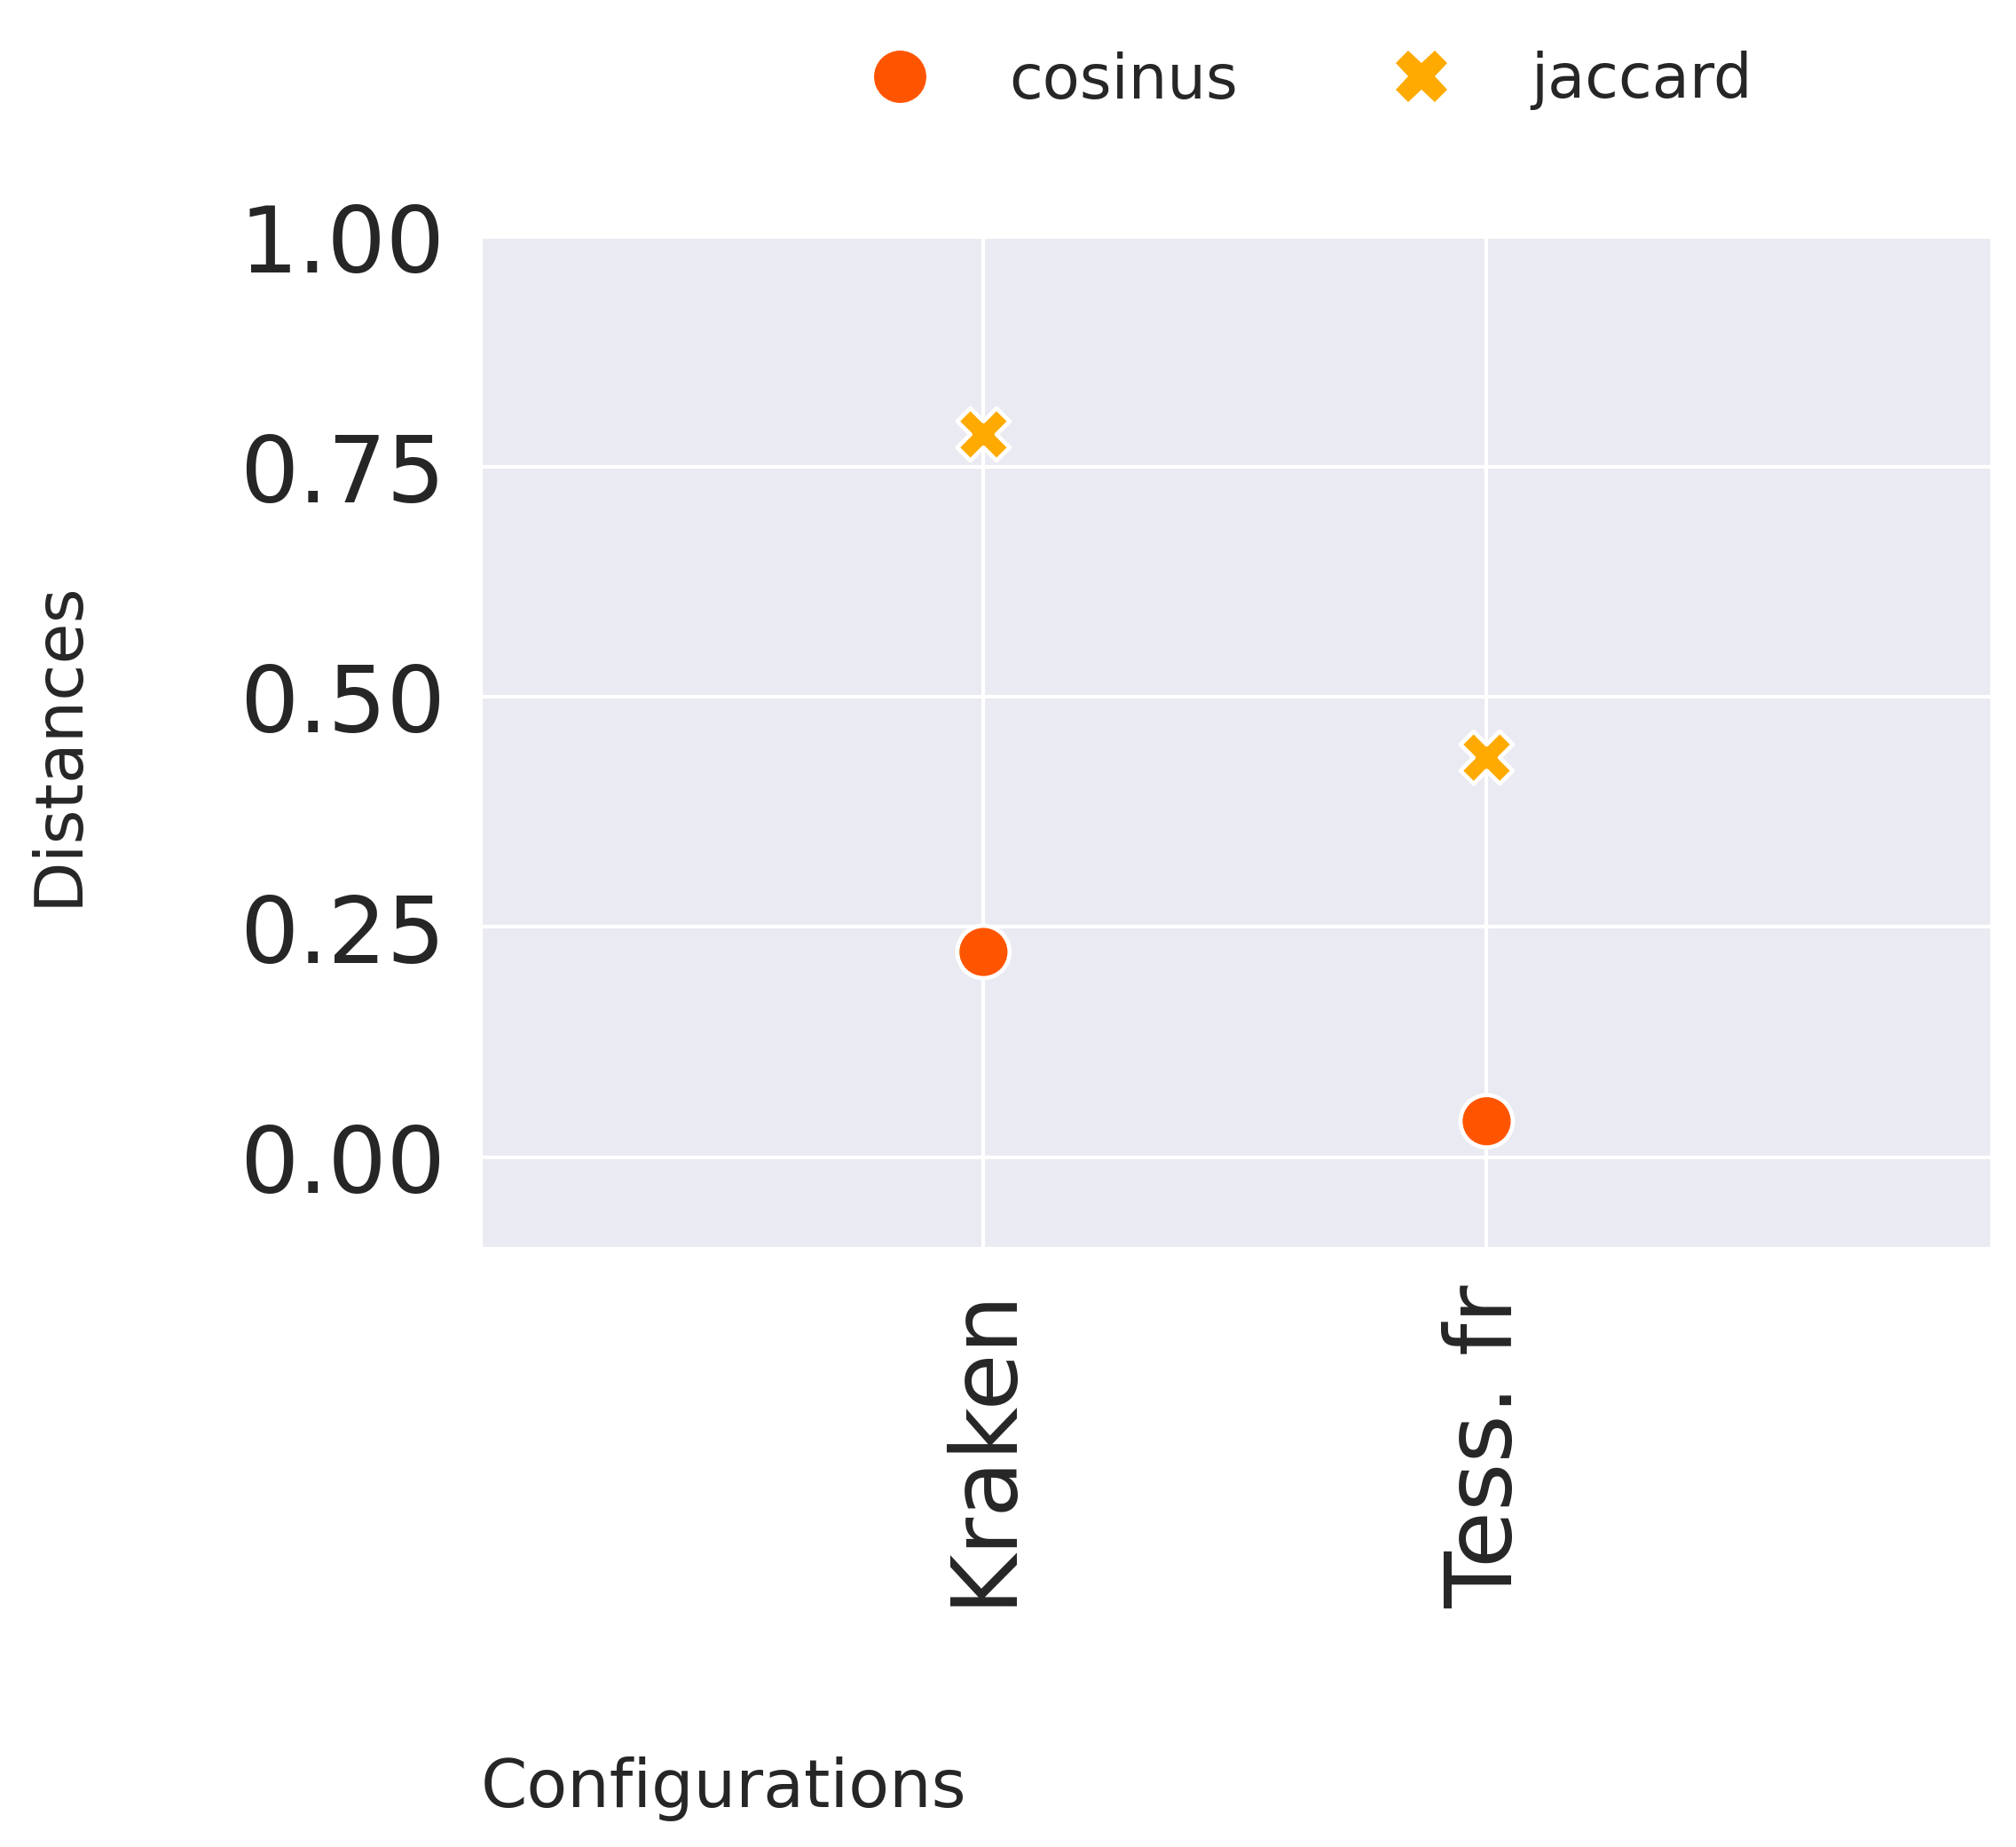 cosinus jaccard
1.00
0.75
0.50
0.25
0.00
Distances
Kraken
Tess. fr
Configurations